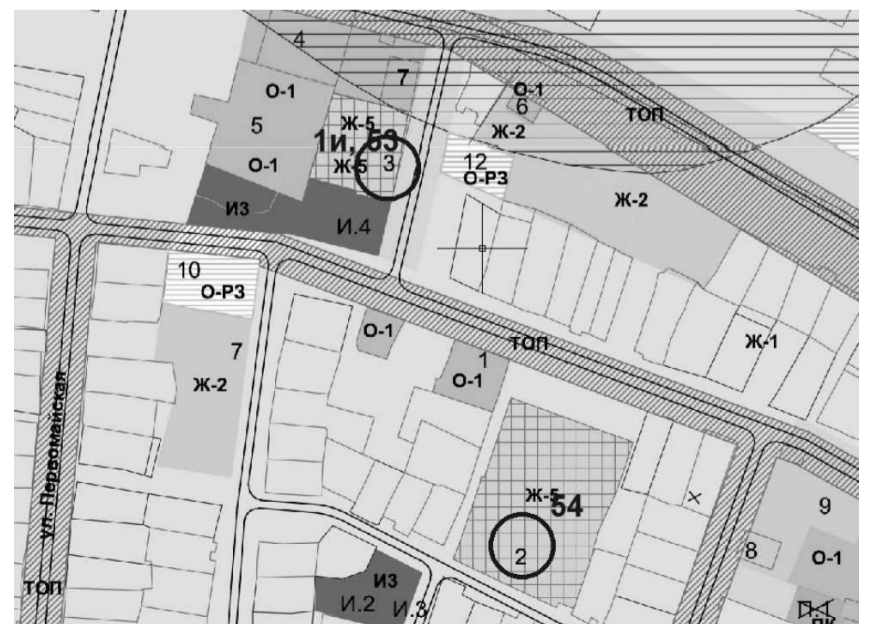 4
7
О-1
О-1
6
ТОП
5
Ж-5
Ж-2
1и, 53
Ж-5
3
12
О-1
О-РЗ
Ж-2
ИЗ
И.4
10
О-РЗ
О-1
ТОП
Ж-1
7
1
Ж-2
О-1
ул. Первомайская
Ж-5
54
2
9
8
О-1
ТОП
ИЗ
И.2
И.3
ПК